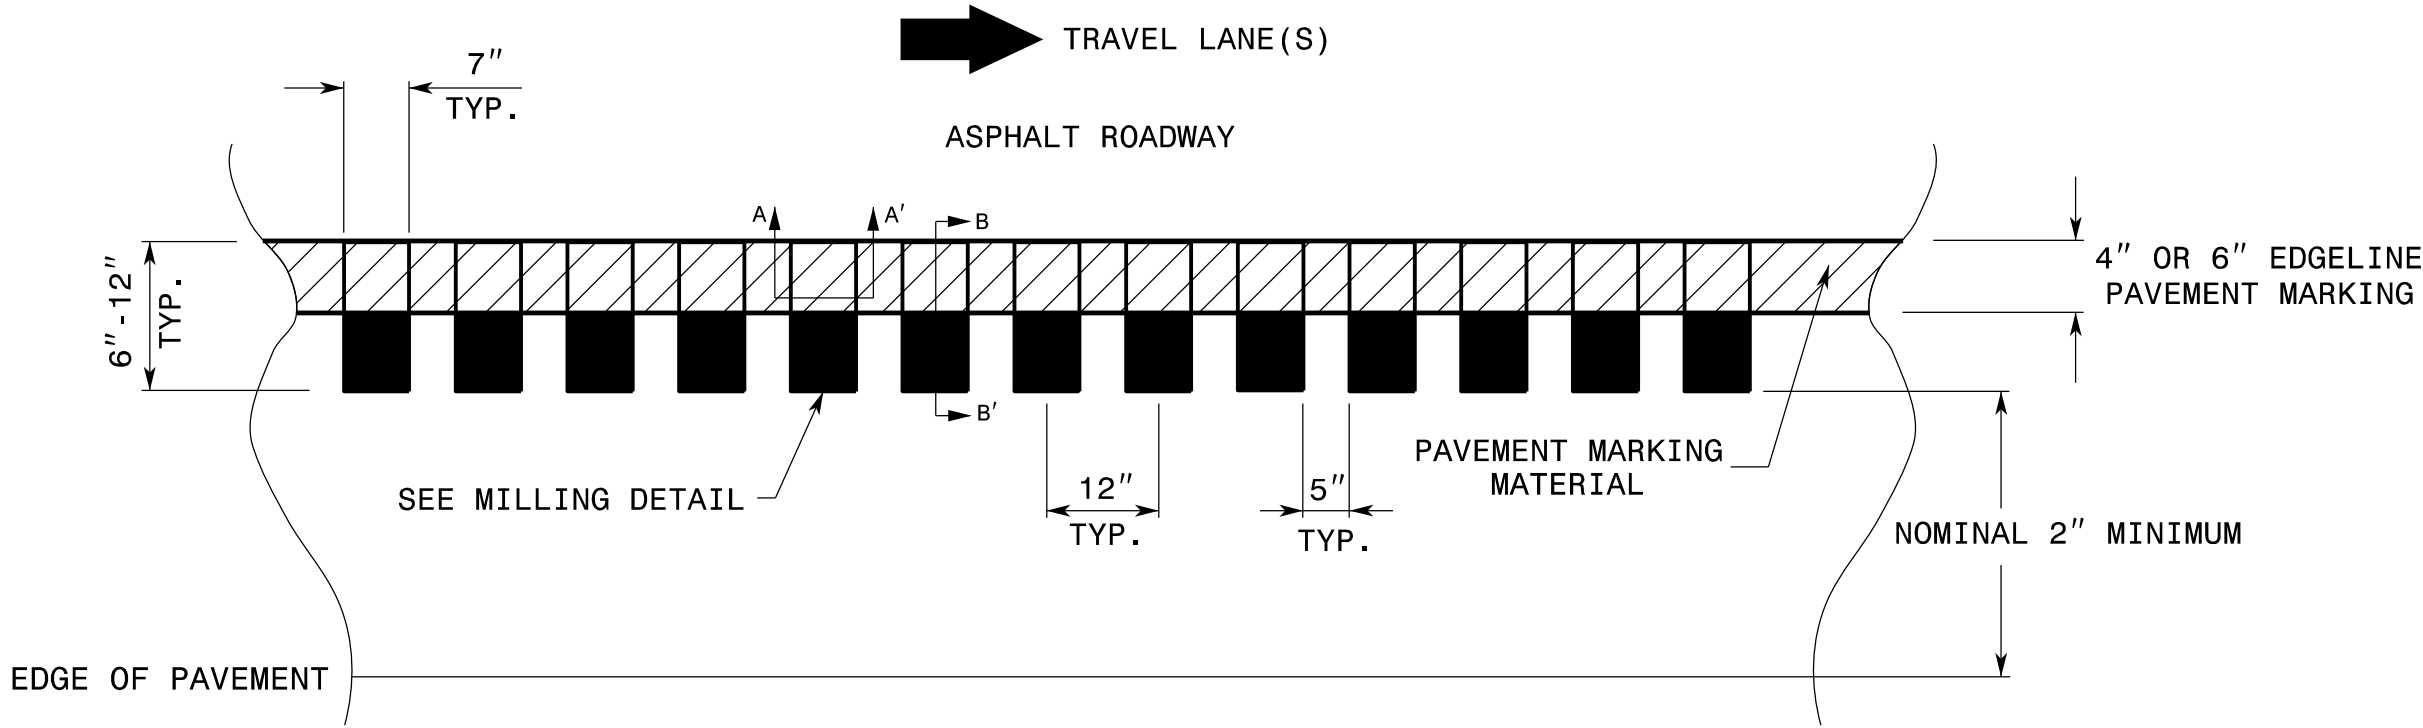 TRAVEL LANE(S)
7″
TYP.
ASPHALT ROADWAY
A
A′
B
6″-12″
TYP.
4″ OR 6″ EDGELINE
PAVEMENT MARKING
B′
SEE MILLING DETAIL
12″
TYP.
5″
TYP.
PAVEMENT MARKING
MATERIAL
NOMINAL 2″ MINIMUM
EDGE OF PAVEMENT